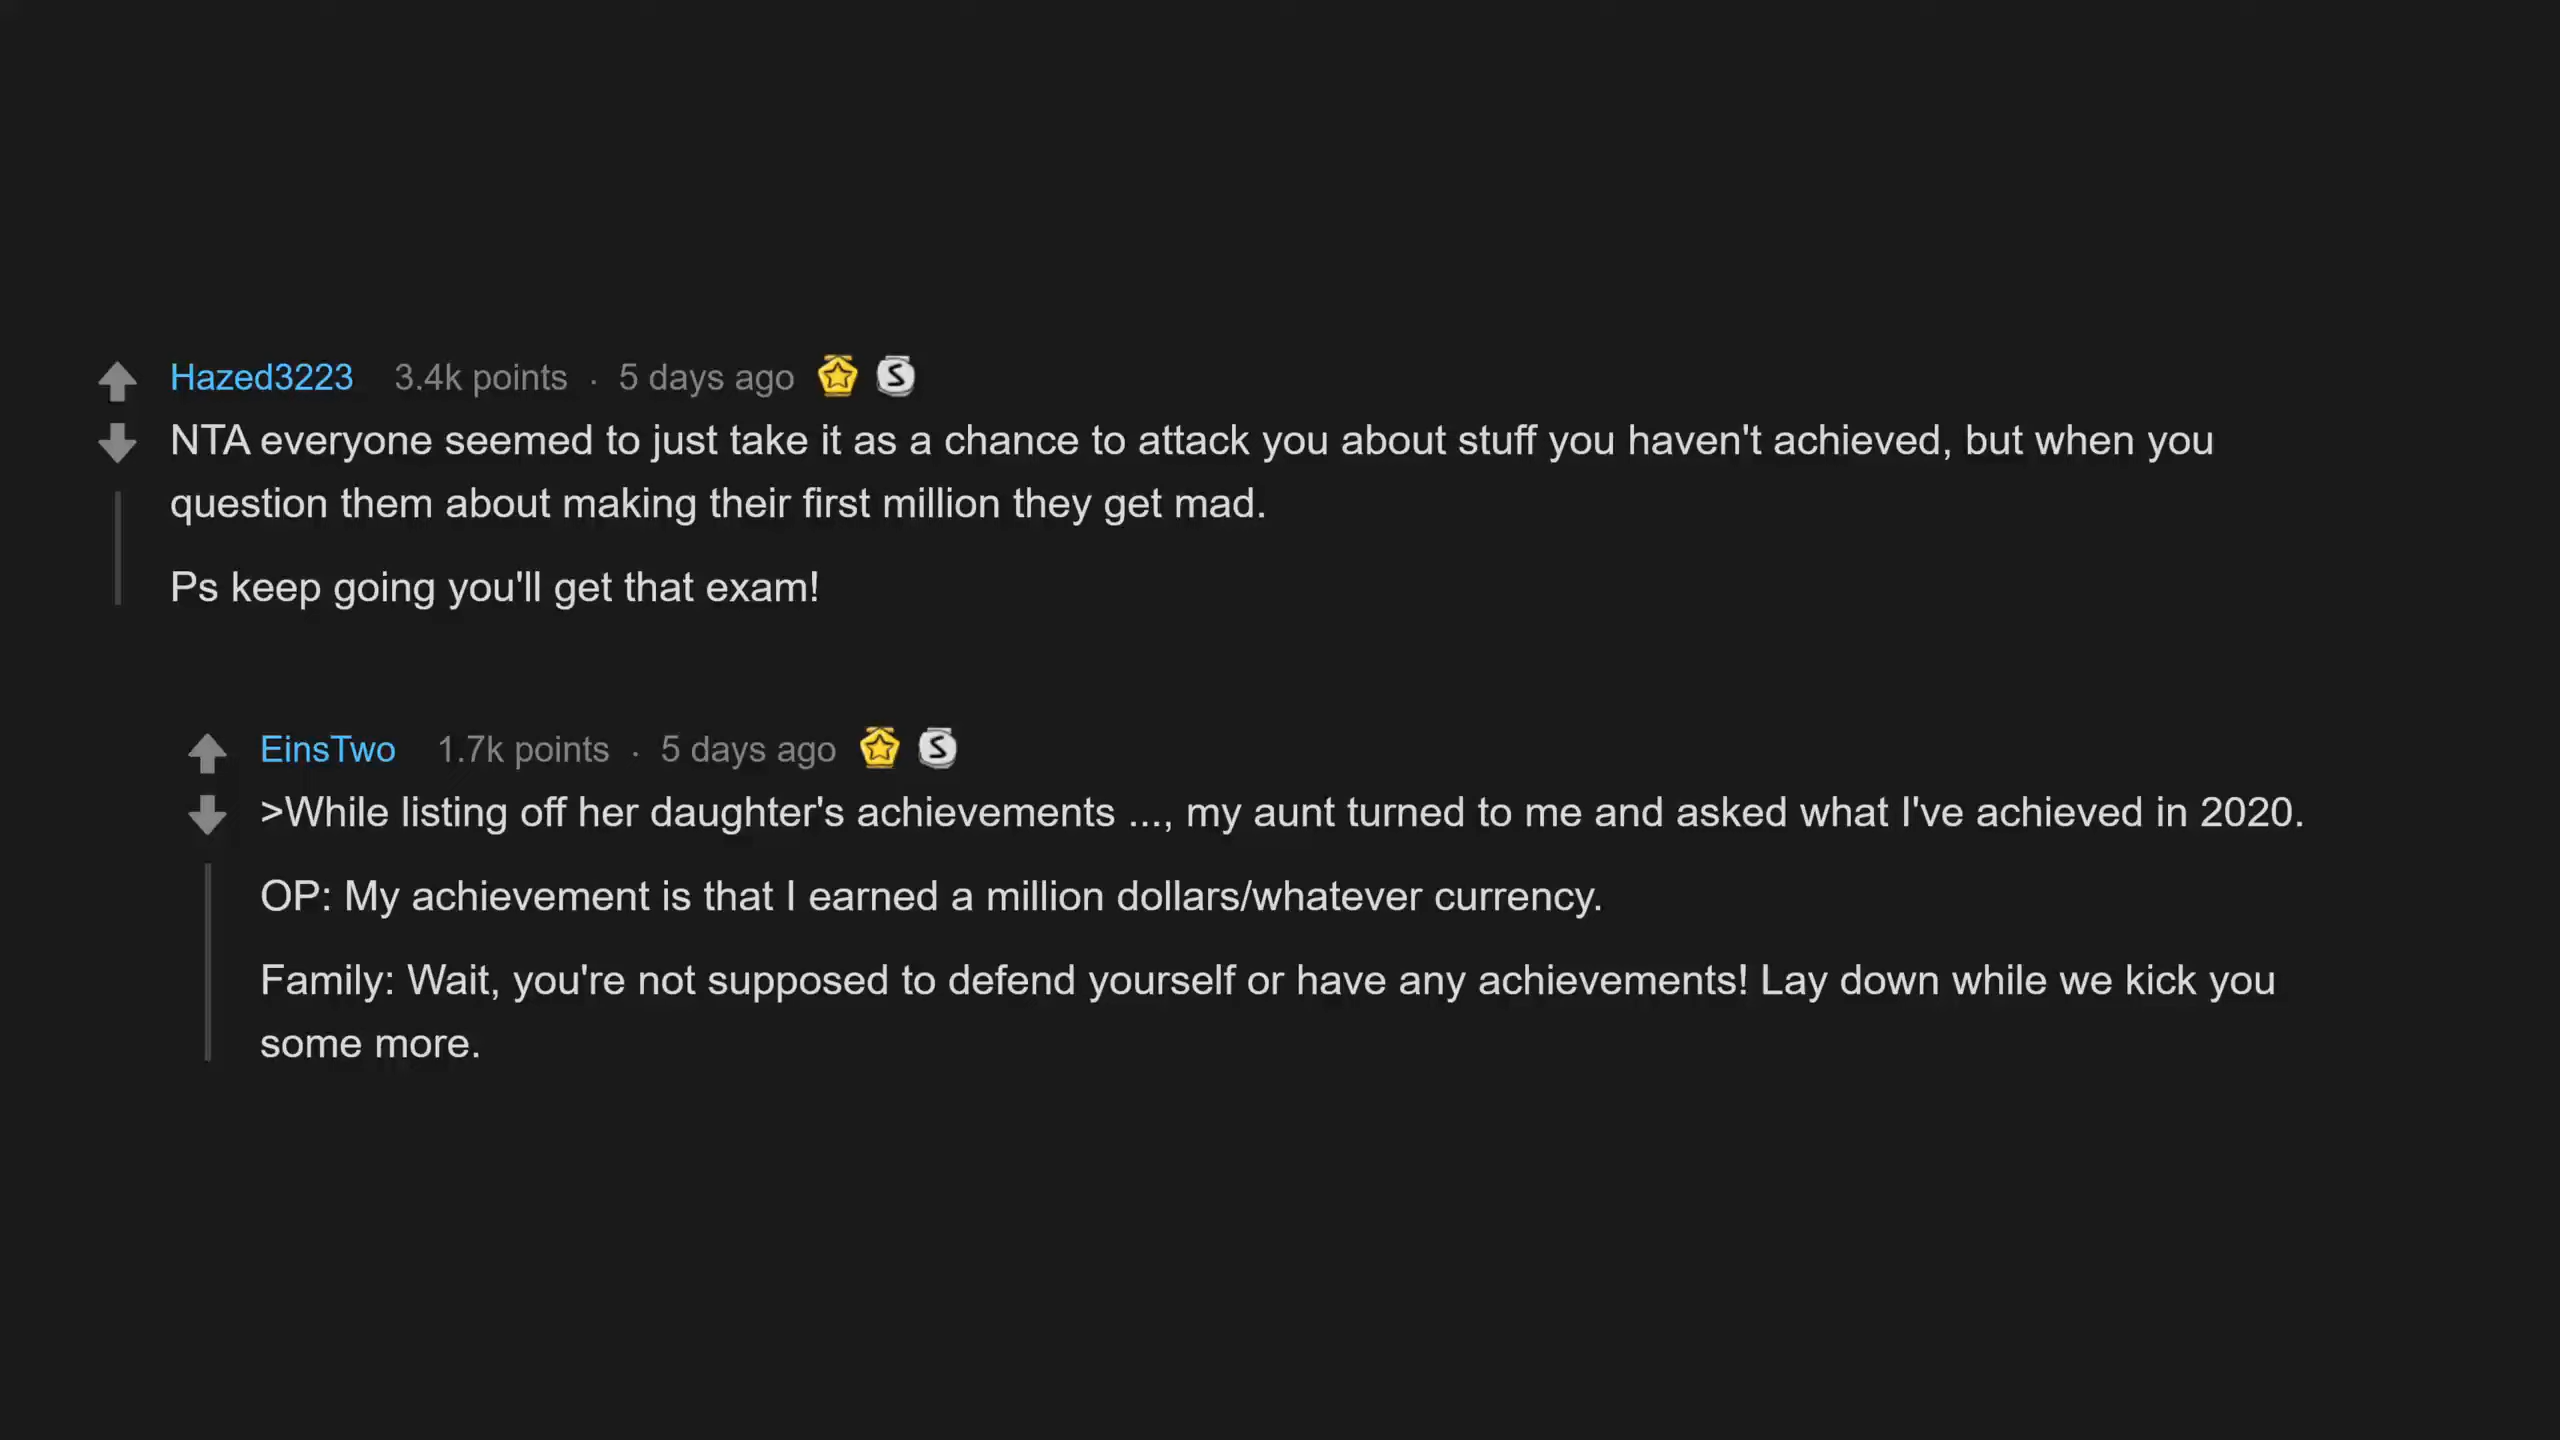 Hazed3223 3.4k points · 5 days ago S
NTA everyone seemed to just take it as a chance to attack you about stuff you haven't achieved, but when you
question them about making their first million they get mad.
Ps keep going you'll get that exam!
EinsTwo 1.7k points · 5 days ago S
>While listing off her daughter's achievements ..., my aunt turned to me and asked what I've achieved in 2020.
OP: My achievement is that I earned a million dollars/whatever currency.
Family: Wait, you're not supposed to defend yourself or have any achievements! Lay down while we kick you
some more.